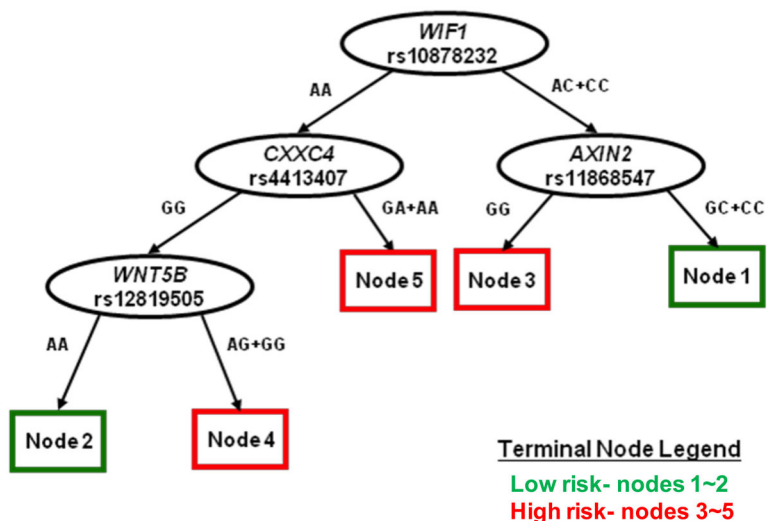 WIF1
rs10878232
AA
AC+CC
CXXC4
rs4413407
AXIN2
rs11868547
GG
GA+AA
GG
GC+CC
WNT5B
rs12819505
Node 5
Node 3
Node 1
AA
AG+GG
Node 2
Node 4
Terminal Node Legend
Low risk- nodes 1~2
High risk- nodes 3~5